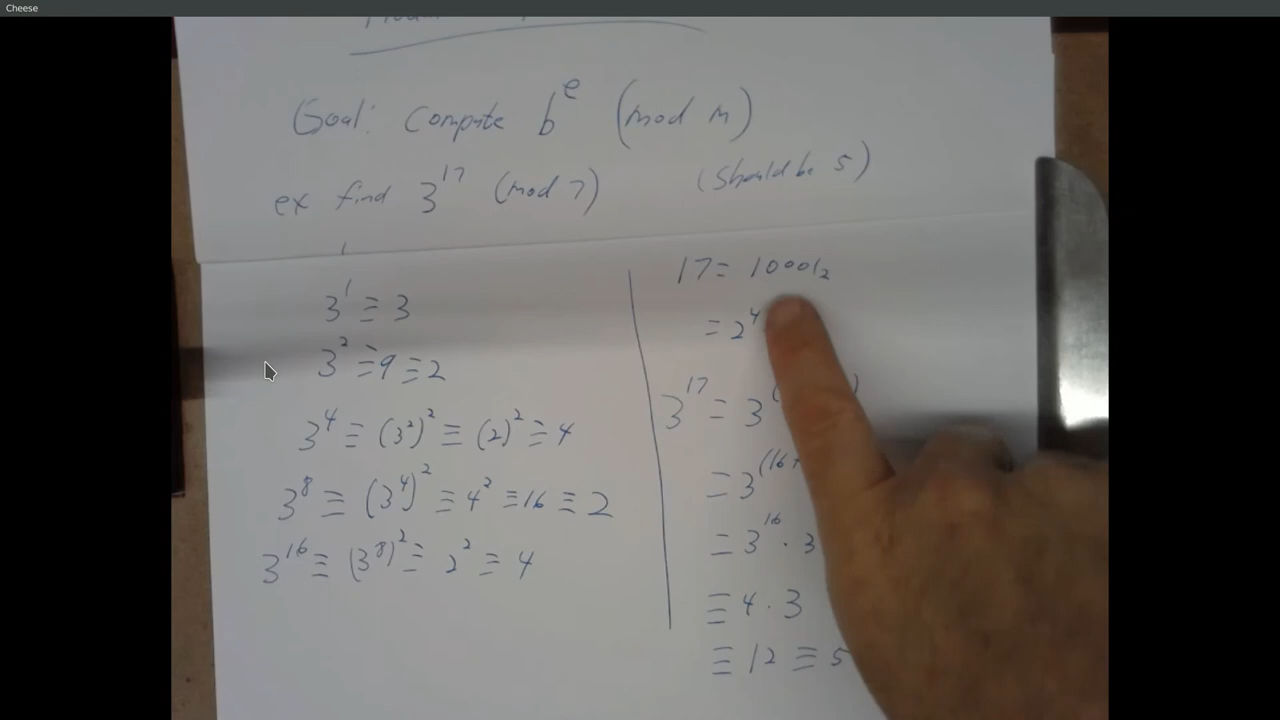 Cheese
Goal: Compute b^e (mod m)
ex find 3^17 (mod 7) (Should be 5)
3^1 ≡ 3
3^2 ≡ 9 ≡ 2
3^4 ≡ (3^2)^2 ≡ (2)^2 ≡ 4
3^8 ≡ (3^4)^2 ≡ 4^2 ≡ 16 ≡ 2
3^16 ≡ (3^8)^2 ≡ 2^2 ≡ 4
17 = 10001_2
= 2^4
3^17 = 3^( )
= 3^(16+
= 3^16 · 3
≡ 4 · 3
≡ 12 ≡ 5